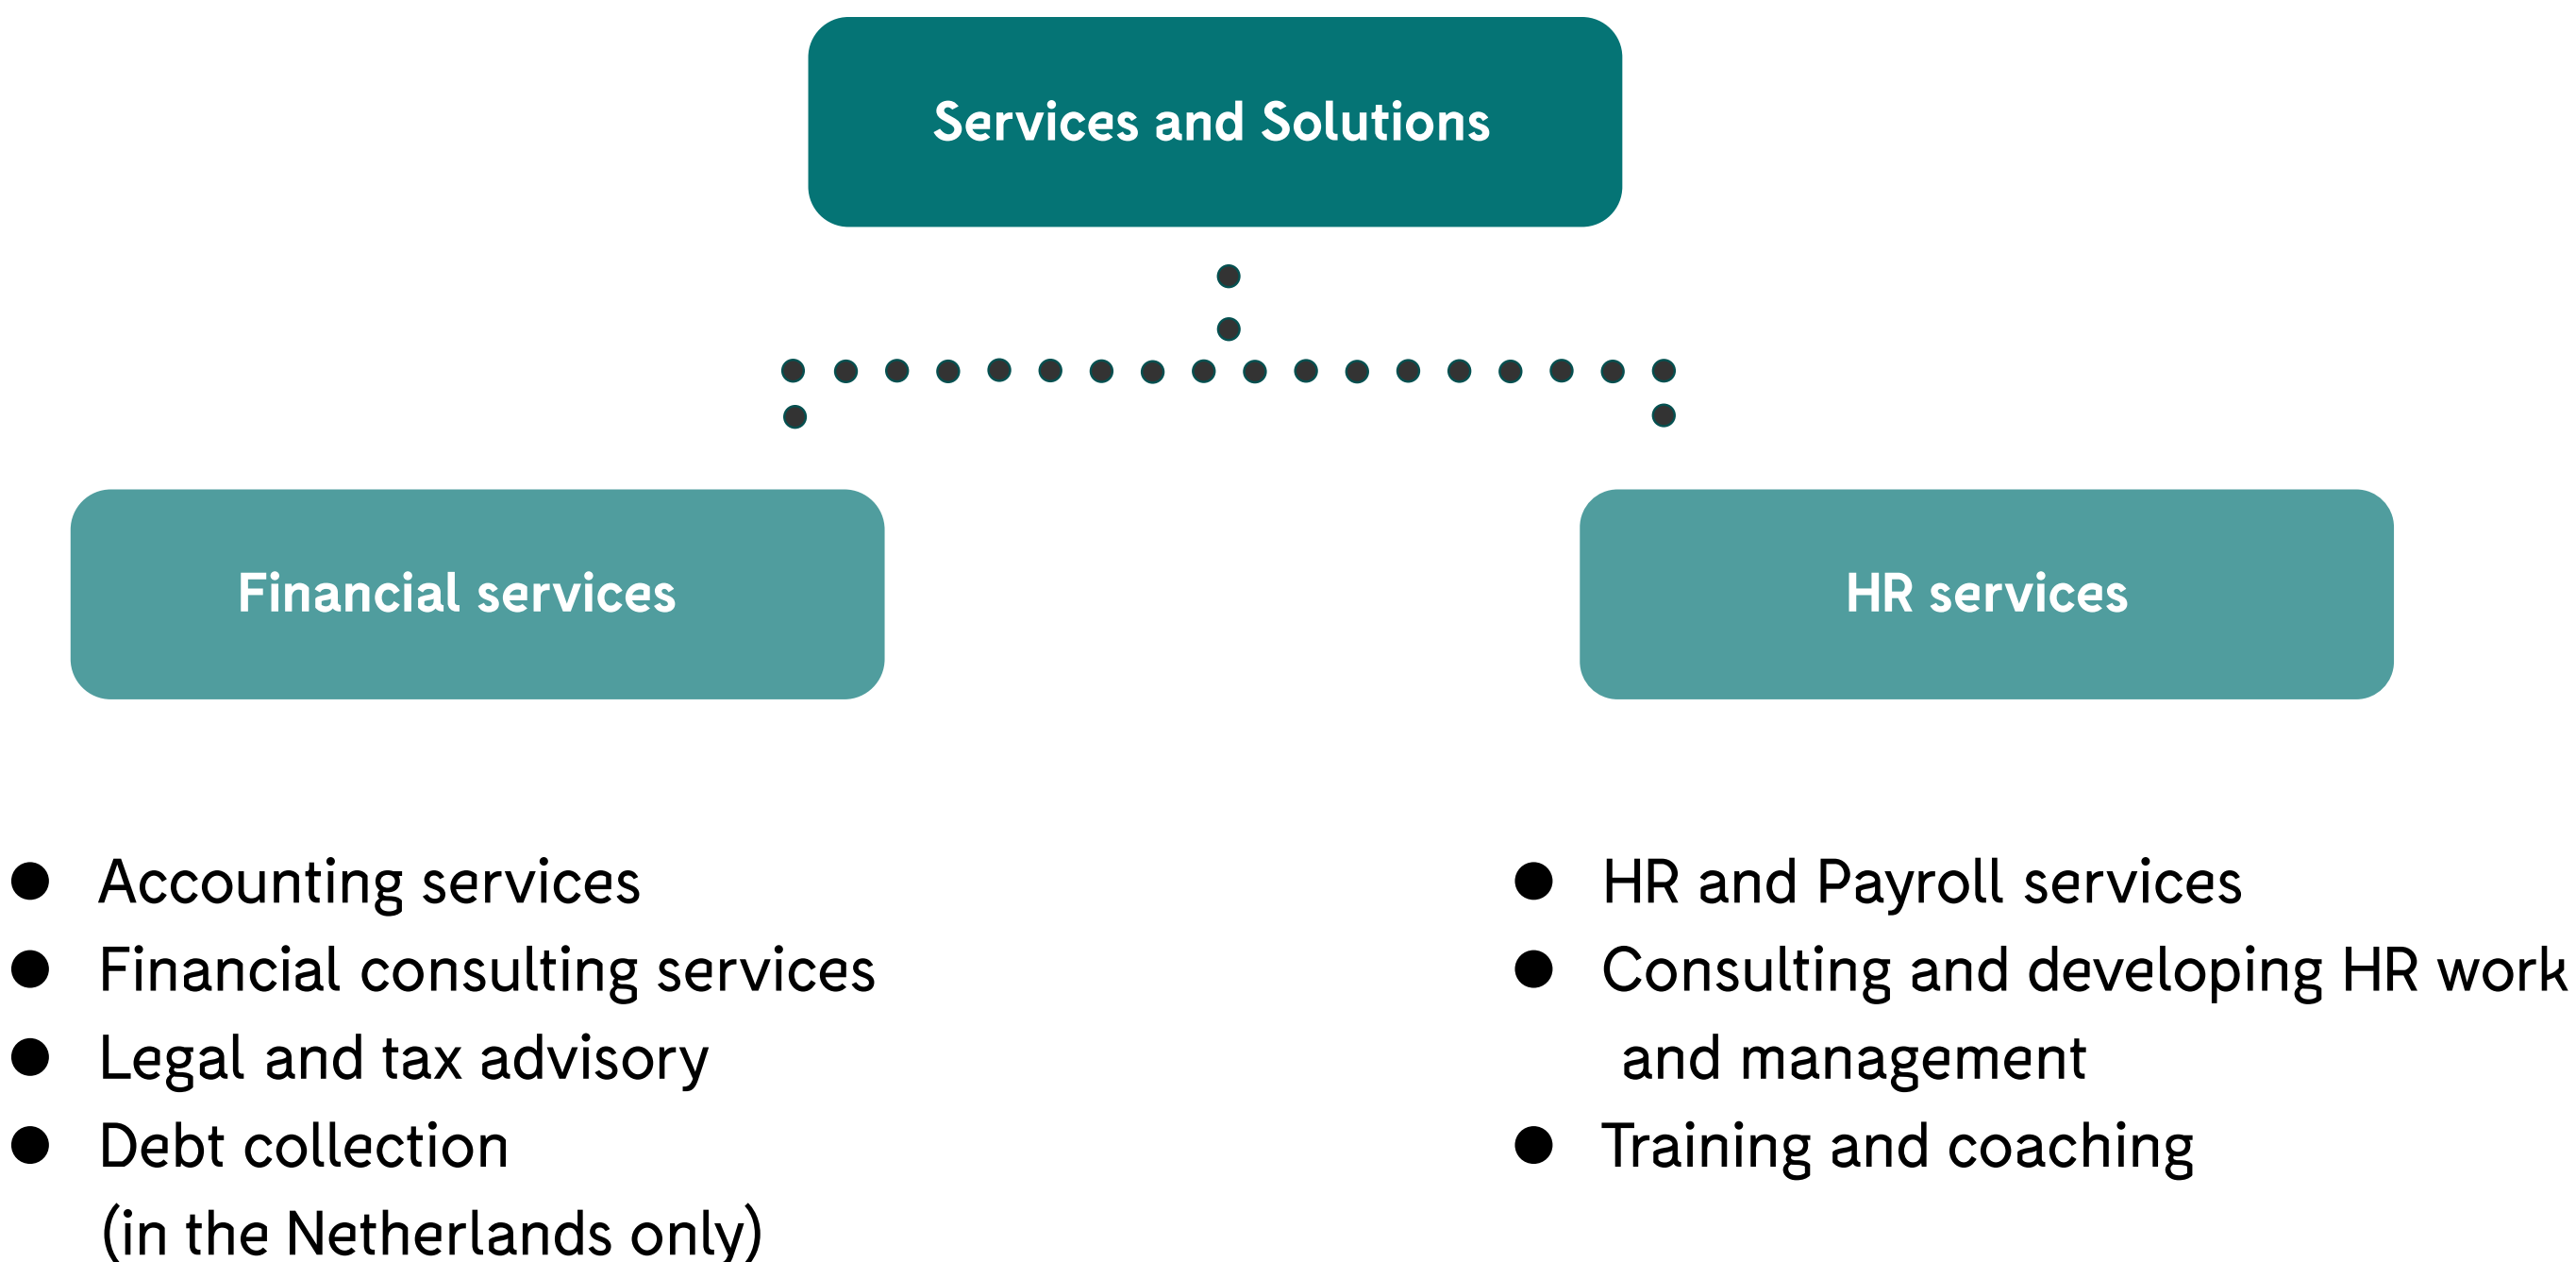 Services and Solutions
Financial services
HR services
● Accounting services
● Financial consulting services
● Legal and tax advisory
● Debt collection
(in the Netherlands only)
● HR and Payroll services
● Consulting and developing HR work
and management
● Training and coaching